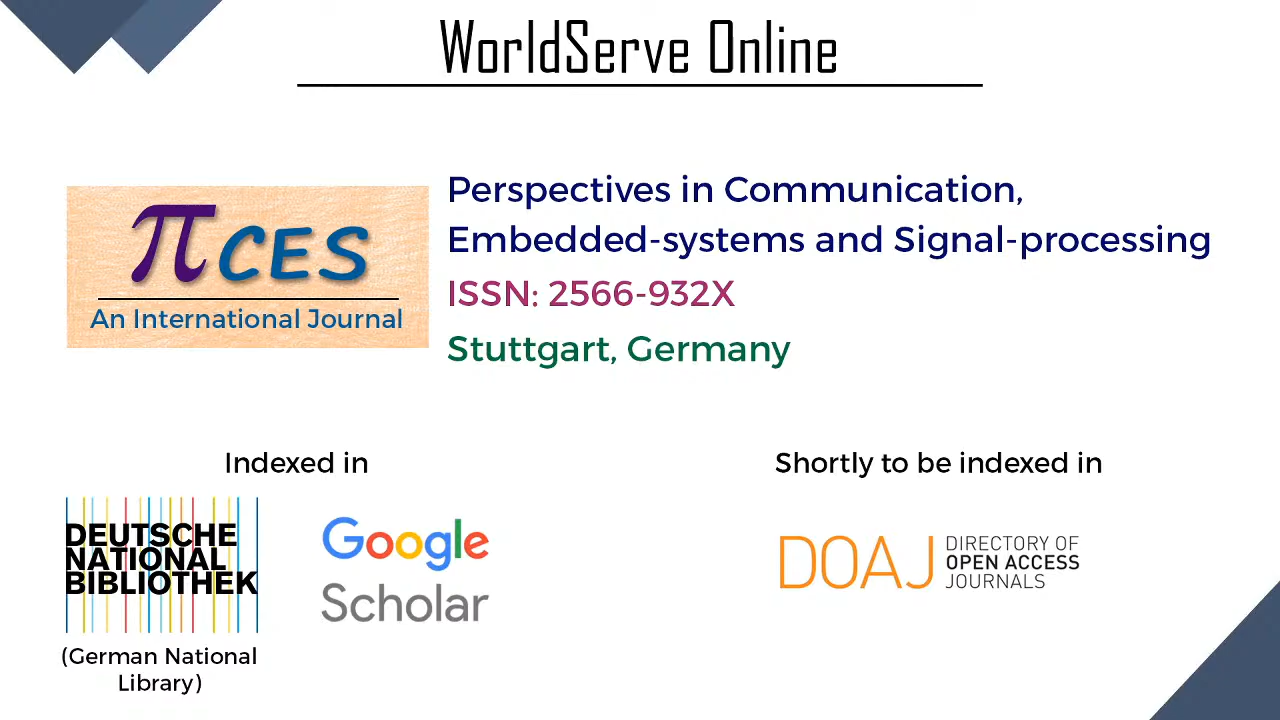 WorldServe Online
πCES
An International Journal
Perspectives in Communication,
Embedded-systems and Signal-processing
ISSN: 2566-932X
Stuttgart, Germany
Indexed in
DEUTSCHE
NATIONAL
BIBLIOTHEK
(German National
Library)
Google
Scholar
Shortly to be indexed in
DOAJ
DIRECTORY OF
OPEN ACCESS
JOURNALS